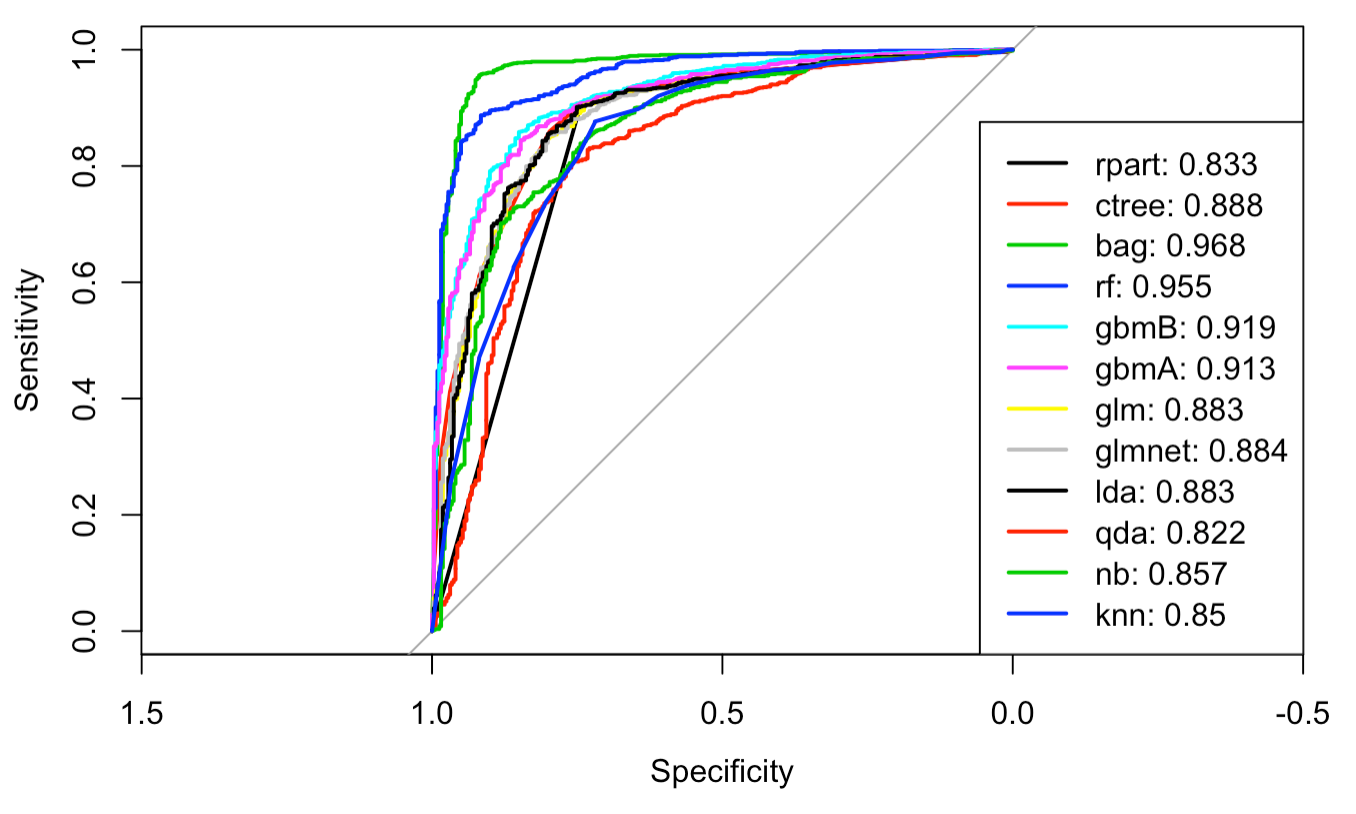 1.0
0.8
0.6
0.4
0.2
0.0
Sensitivity
rpart: 0.833
ctree: 0.888
bag: 0.968
rf: 0.955
gbmB: 0.919
gbmA: 0.913
glm: 0.883
glmnet: 0.884
lda: 0.883
qda: 0.822
nb: 0.857
knn: 0.85
1.5 1.0 0.5 0.0 -0.5
Specificity